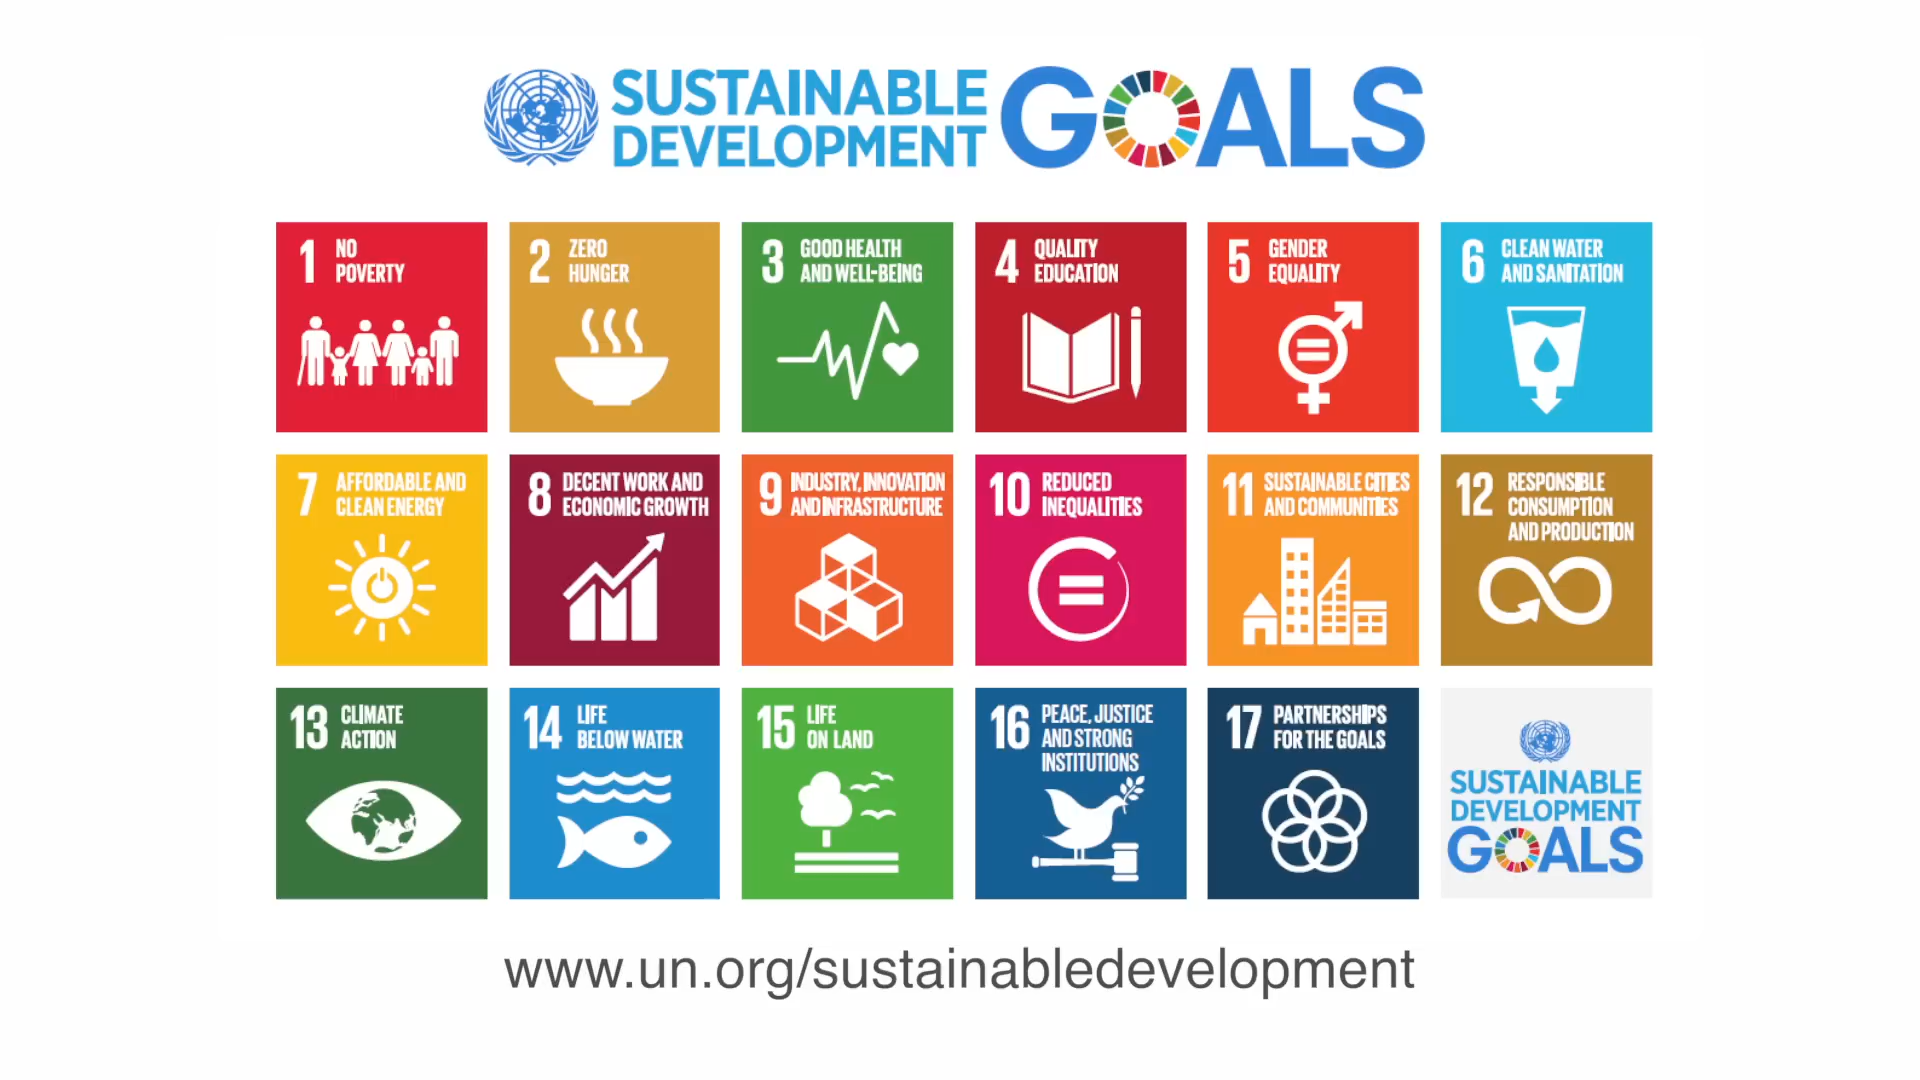 SUSTAINABLE
DEVELOPMENT
GOALS
1 NO
POVERTY
2 ZERO
HUNGER
3 GOOD HEALTH
AND WELL-BEING
4 QUALITY
EDUCATION
5 GENDER
EQUALITY
6 CLEAN WATER
AND SANITATION
7 AFFORDABLE AND
CLEAN ENERGY
8 DECENT WORK AND
ECONOMIC GROWTH
9 INDUSTRY, INNOVATION
AND INFRASTRUCTURE
10 REDUCED
INEQUALITIES
11 SUSTAINABLE CITIES
AND COMMUNITIES
12 RESPONSIBLE
CONSUMPTION
AND PRODUCTION
13 CLIMATE
ACTION
14 LIFE
BELOW WATER
15 LIFE
ON LAND
16 PEACE, JUSTICE
AND STRONG
INSTITUTIONS
17 PARTNERSHIPS
FOR THE GOALS
SUSTAINABLE
DEVELOPMENT
GOALS
www.un.org/sustainabledevelopment